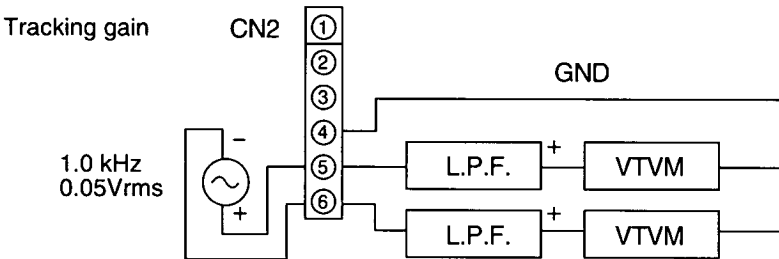 Tracking gain CN2 ①
②
GND
③
④
−
1.0 kHz
0.05Vrms
⑤ L.P.F. + VTVM
+
⑥ L.P.F. + VTVM